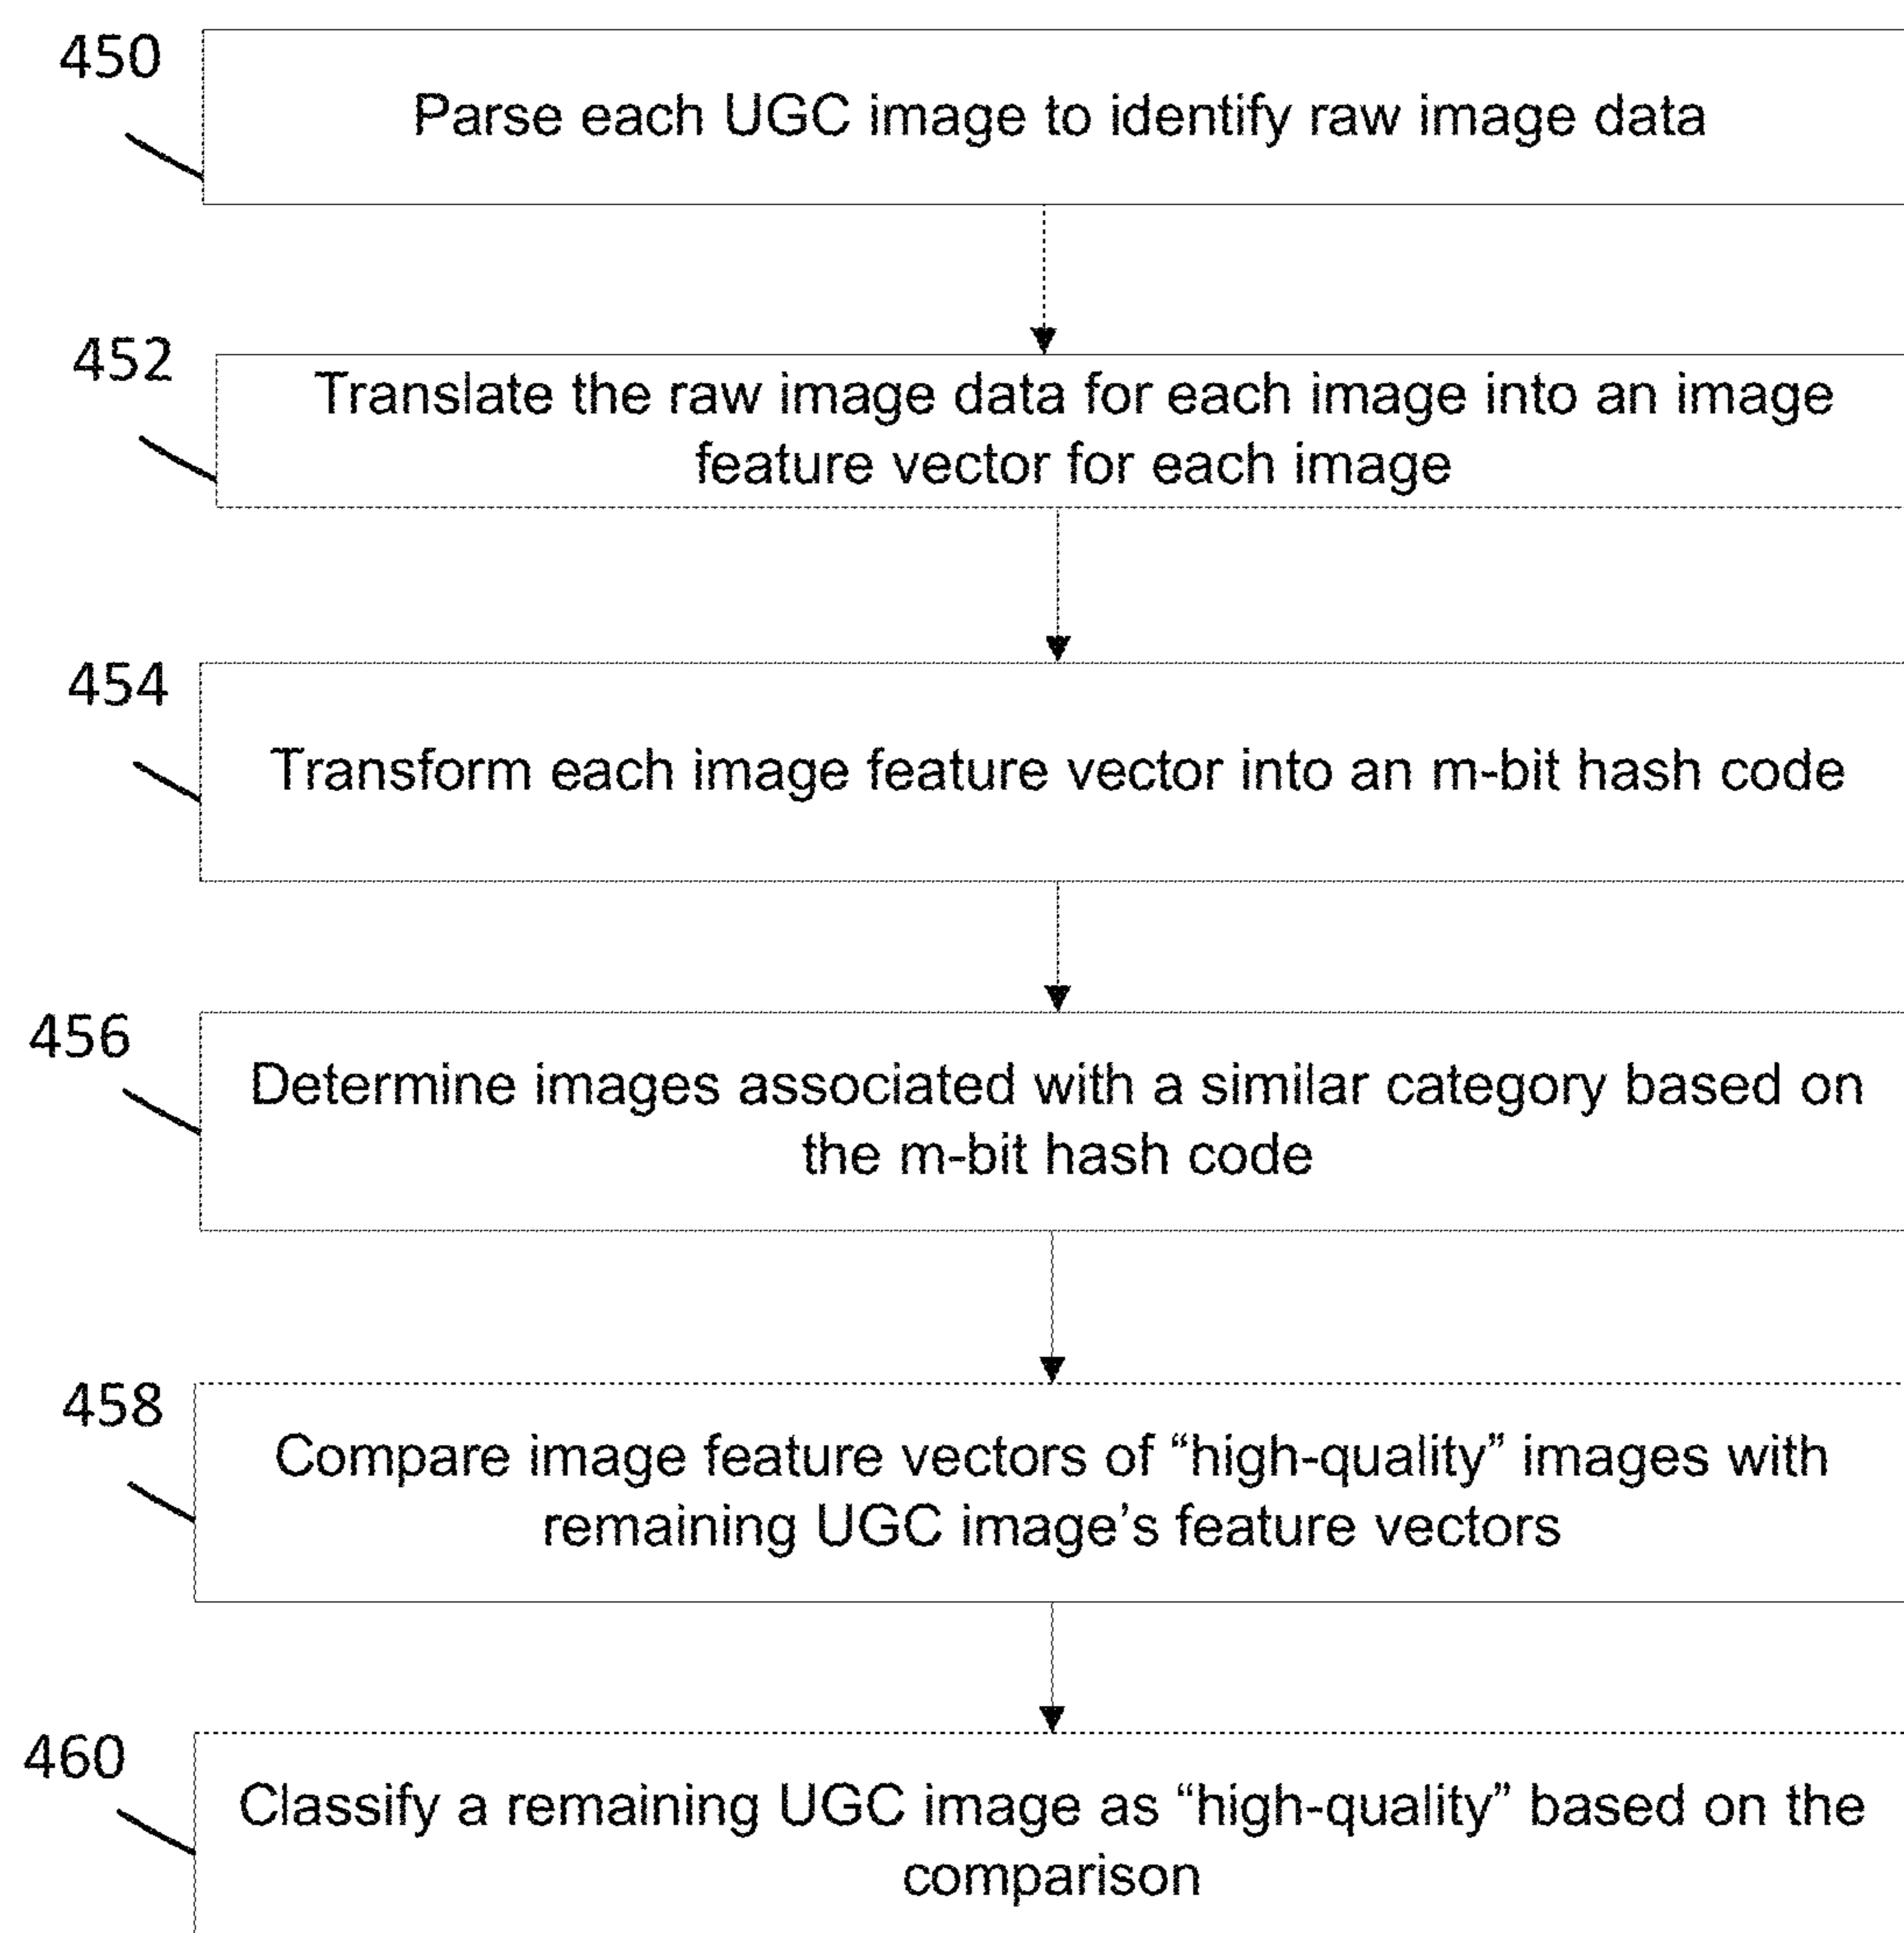 450
Parse each UGC image to identify raw image data
452
Translate the raw image data for each image into an image
feature vector for each image
454
Transform each image feature vector into an m-bit hash code
456
Determine images associated with a similar category based on
the m-bit hash code
458
Compare image feature vectors of “high-quality” images with
remaining UGC image’s feature vectors
460
Classify a remaining UGC image as “high-quality” based on the
comparison